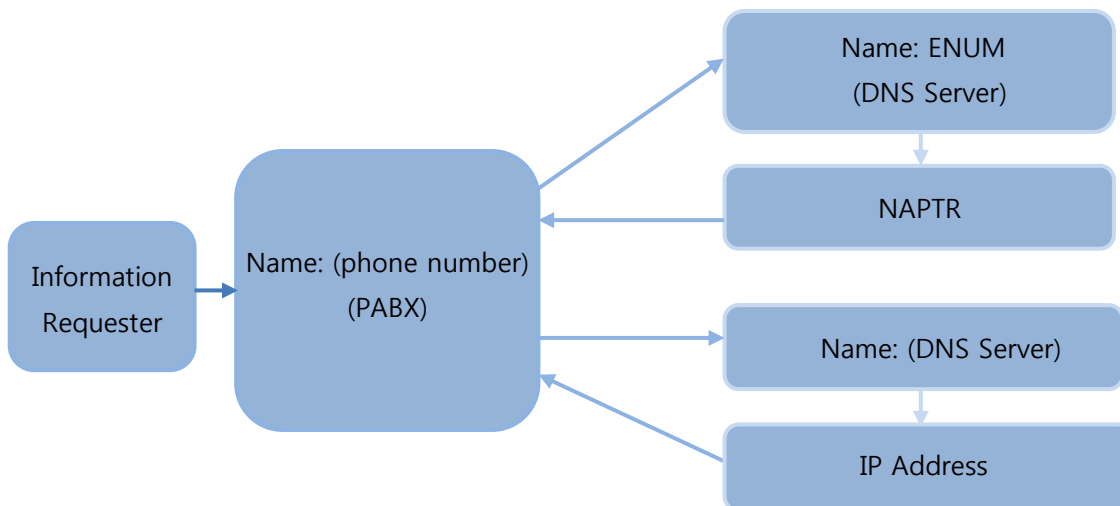 Name: ENUM
(DNS Server)
NAPTR
Information
Requester
Name: (phone number)
(PABX)
Name: (DNS Server)
IP Address